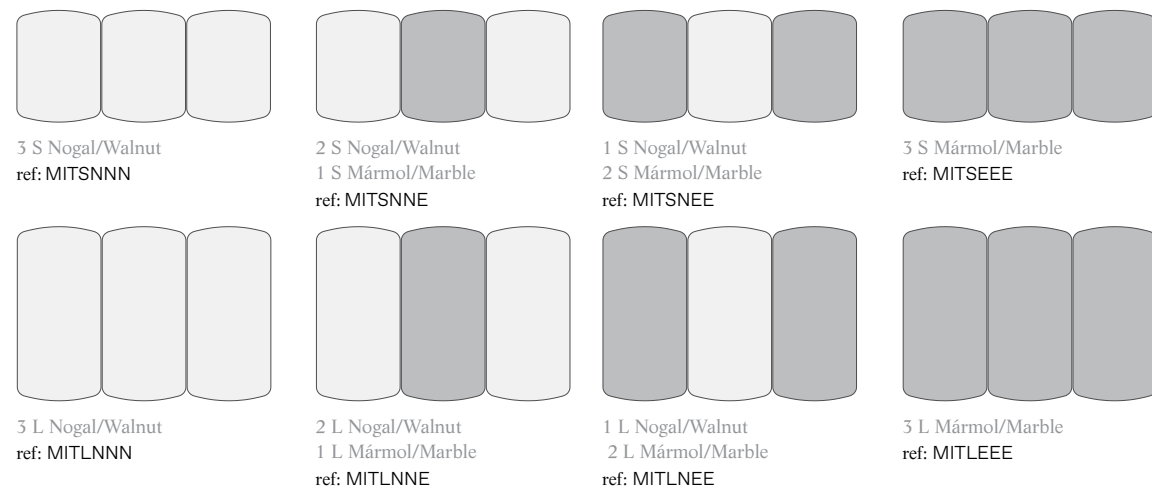 3 S Nogal/Walnut
ref: MITSNNN
2 S Nogal/Walnut
1 S Mármol/Marble
ref: MITSNNE
1 S Nogal/Walnut
2 S Mármol/Marble
ref: MITSNEE
3 S Mármol/Marble
ref: MITSEEE
3 L Nogal/Walnut
ref: MITLNNN
2 L Nogal/Walnut
1 L Mármol/Marble
ref: MITLNNE
1 L Nogal/Walnut
2 L Mármol/Marble
ref: MITLNEE
3 L Mármol/Marble
ref: MITLEEE